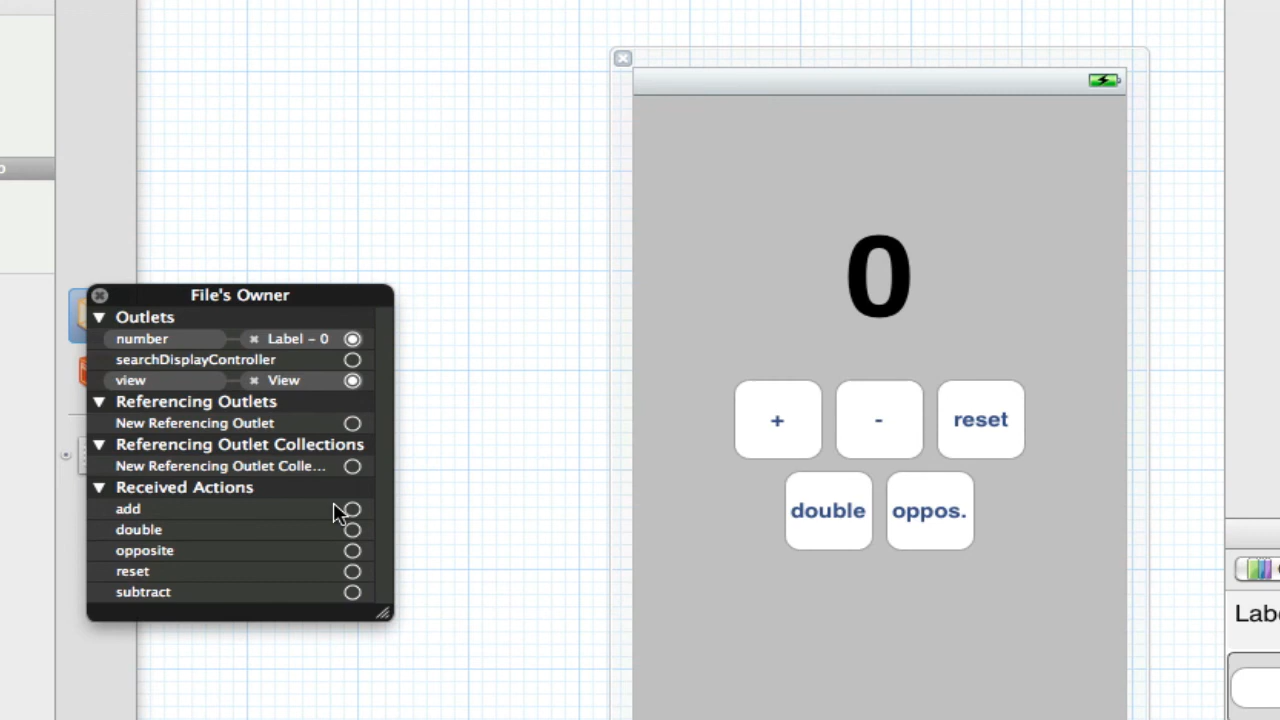 File's Owner
Outlets
number
Label - 0
searchDisplayController
view
View
Referencing Outlets
New Referencing Outlet
Referencing Outlet Collections
New Referencing Outlet Colle...
Received Actions
add
double
opposite
reset
subtract
0
+ - reset
double oppos.